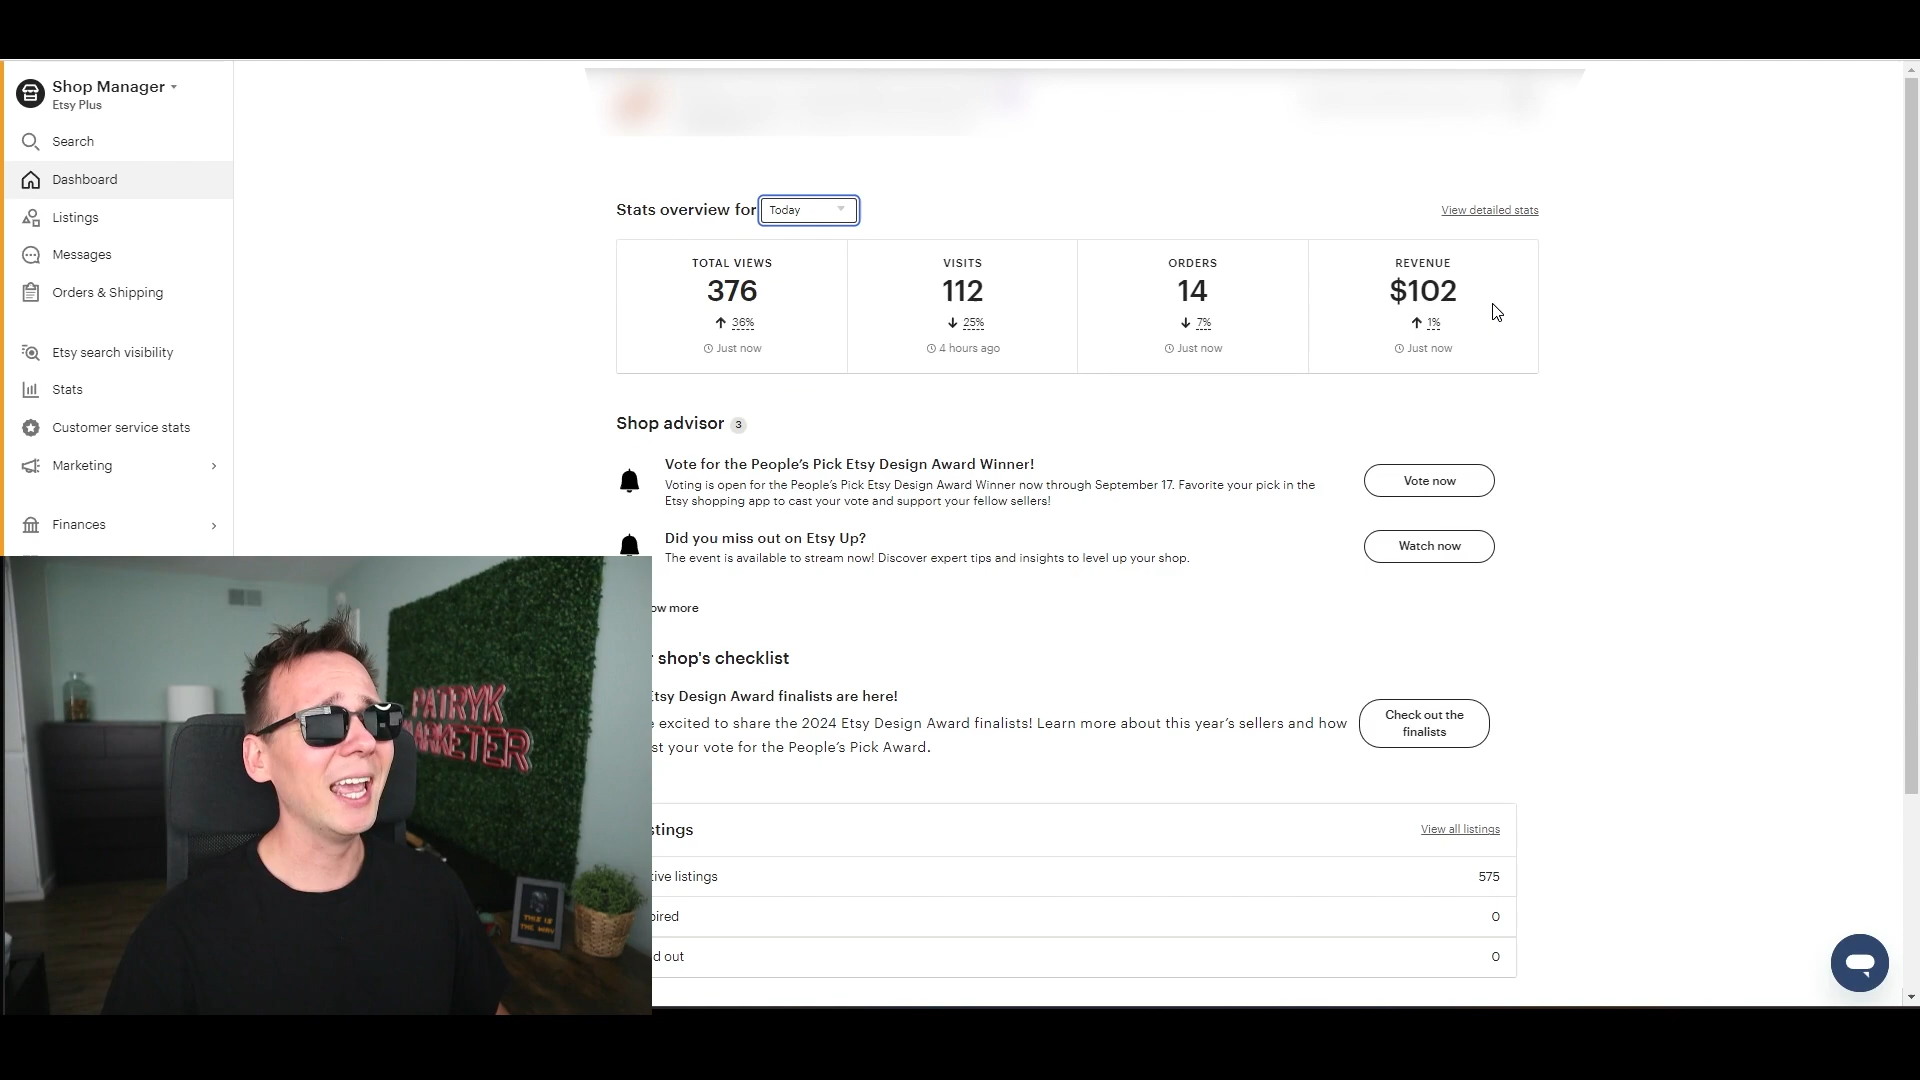 Shop Manager
Etsy Plus
Search
Dashboard
Listings
Messages
Orders & Shipping
Etsy search visibility
Stats
Customer service stats
Marketing
Finances
Stats overview for Today
View detailed stats
TOTAL VIEWS
376
36%
Just now
VISITS
112
25%
4 hours ago
ORDERS
14
7%
Just now
REVENUE
$102
1%
Just now
Shop advisor 3
Vote for the People's Pick Etsy Design Award Winner!
Voting is open for the People's Pick Etsy Design Award Winner now through September 17. Favorite your pick in the
Etsy shopping app to cast your vote and support your fellow sellers!
Vote now
Did you miss out on Etsy Up?
The event is available to stream now! Discover expert tips and insights to level up your shop.
Watch now
ow more
r shop's checklist
Etsy Design Award finalists are here!
e excited to share the 2024 Etsy Design Award finalists! Learn more about this year's sellers and how
st your vote for the People's Pick Award.
Check out the
finalists
stings
View all listings
tive listings 575
pired 0
d out 0
PATRYK
MARKETER
THIS IS
THE WAY